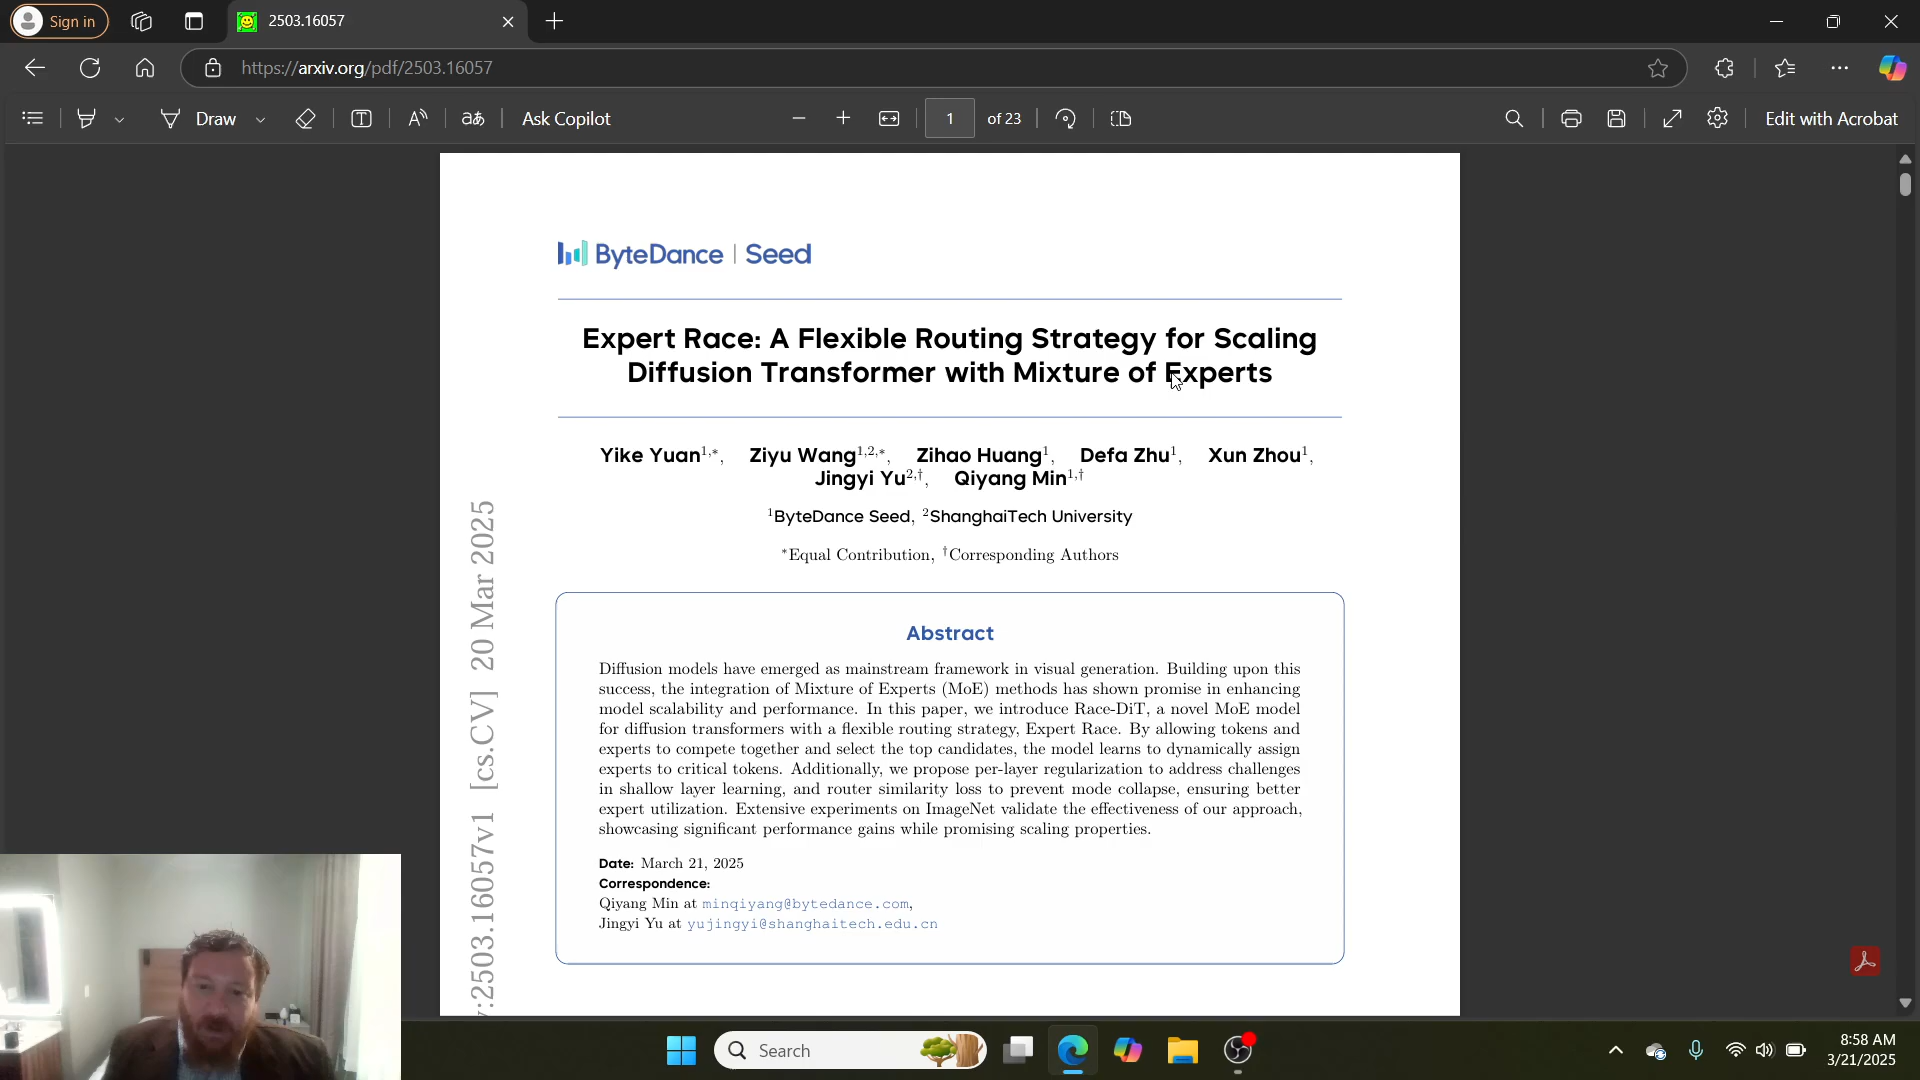 Sign in
2503.16057
https://arxiv.org/pdf/2503.16057
Draw
aあ
Ask Copilot
1
of 23
Edit with Acrobat
ByteDance | Seed
Expert Race: A Flexible Routing Strategy for Scaling
Diffusion Transformer with Mixture of Experts
Yike Yuan1,*, Ziyu Wang1,2,*, Zihao Huang1, Defa Zhu1, Xun Zhou1,
Jingyi Yu2,†, Qiyang Min1,†
1ByteDance Seed, 2ShanghaiTech University
*Equal Contribution, †Corresponding Authors
Abstract
Diffusion models have emerged as mainstream framework in visual generation. Building upon this
success, the integration of Mixture of Experts (MoE) methods has shown promise in enhancing
model scalability and performance. In this paper, we introduce Race-DiT, a novel MoE model
for diffusion transformers with a flexible routing strategy, Expert Race. By allowing tokens and
experts to compete together and select the top candidates, the model learns to dynamically assign
experts to critical tokens. Additionally, we propose per-layer regularization to address challenges
in shallow layer learning, and router similarity loss to prevent mode collapse, ensuring better
expert utilization. Extensive experiments on ImageNet validate the effectiveness of our approach,
showcasing significant performance gains while promising scaling properties.
Date: March 21, 2025
Correspondence:
Qiyang Min at minqiyang@bytedance.com,
Jingyi Yu at yujingyi@shanghaitech.edu.cn
:2503.16057v1 [cs.CV] 20 Mar 2025
Search
8:58 AM
3/21/2025